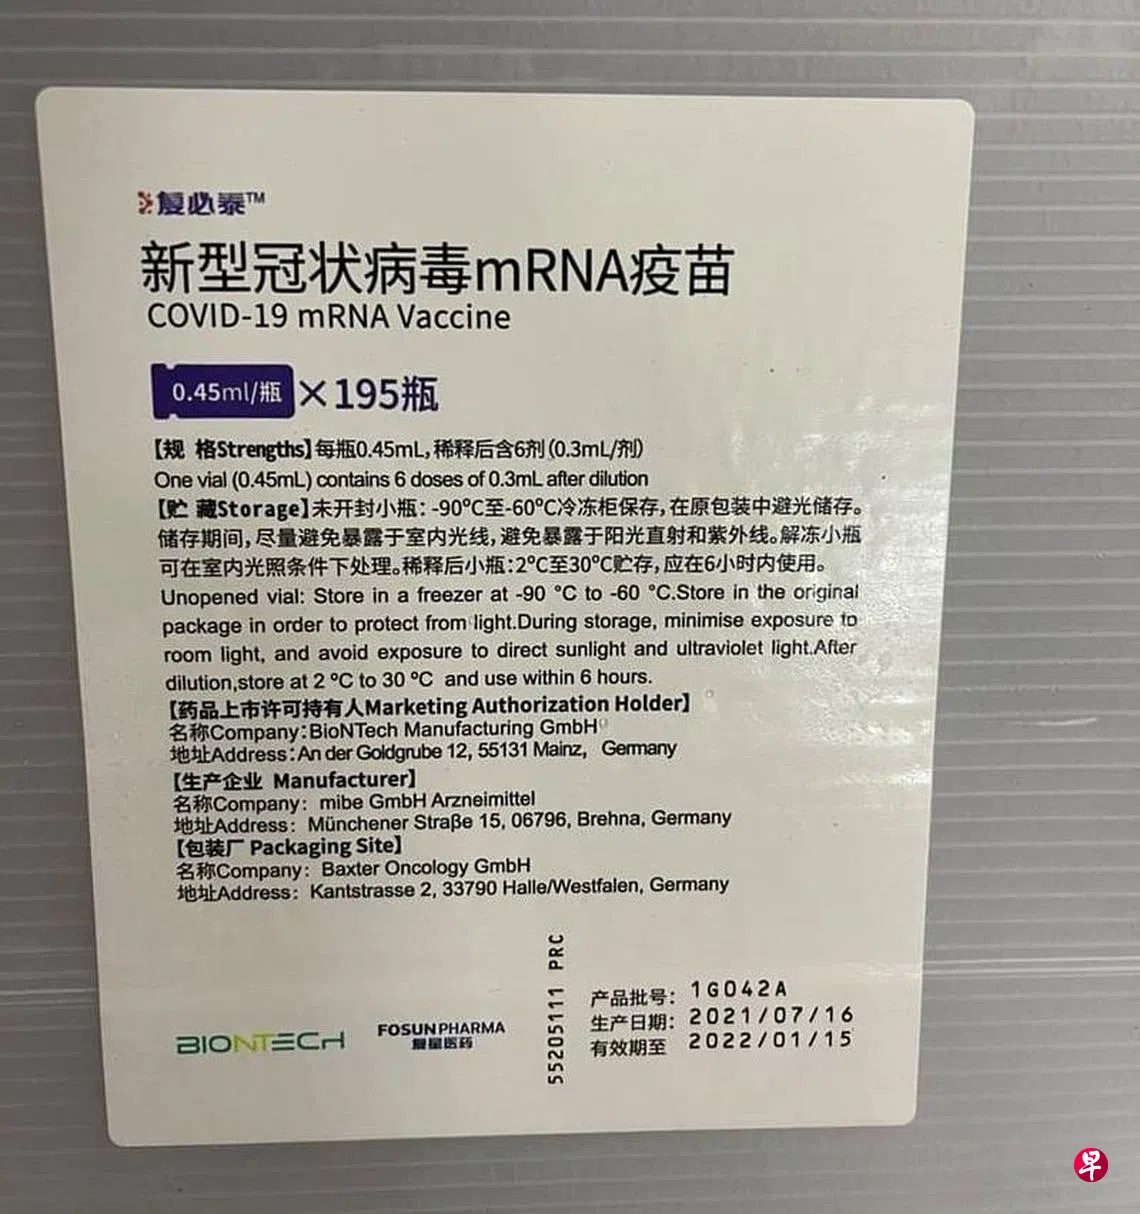 复必泰™
新型冠状病毒mRNA疫苗
COVID-19 mRNA Vaccine
0.45ml/瓶×195瓶
【规 格Strengths】每瓶0.45mL,稀释后含6剂(0.3mL/剂)
One vial (0.45mL) contains 6 doses of 0.3mL after dilution
【贮 藏Storage】未开封小瓶：-90℃至-60℃冷冻柜保存,在原包装中避光储存。
储存期间,尽量避免暴露于室内光线,避免暴露于阳光直射和紫外线。解冻小瓶
可在室内光照条件下处理。稀释后小瓶：2℃至30℃贮存,应在6小时内使用。
Unopened vial: Store in a freezer at -90 °C to -60 °C.Store in the original
package in order to protect from light.During storage, minimise exposure to
room light, and avoid exposure to direct sunlight and ultraviolet light.After
dilution,store at 2 ºC to 30 ºC and use within 6 hours.
【药品上市许可持有人Marketing Authorization Holder】
名称Company:BioNTech Manufacturing GmbH
地址Address:An der Goldgrube 12, 55131 Mainz， Germany
【生产企业 Manufacturer】
名称Company：mibe GmbH Arzneimittel
地址Address：Münchener Straβe 15, 06796, Brehna, Germany
【包装厂 Packaging Site】
名称Company：Baxter Oncology GmbH
地址Address：Kantstrasse 2, 33790 Halle/Westfalen, Germany
BIONTECH
FOSUN PHARMA
复星医药
55205111 PRC
产品批号：1G042A
生产日期：2021/07/16
有效期至 2022/01/15
早